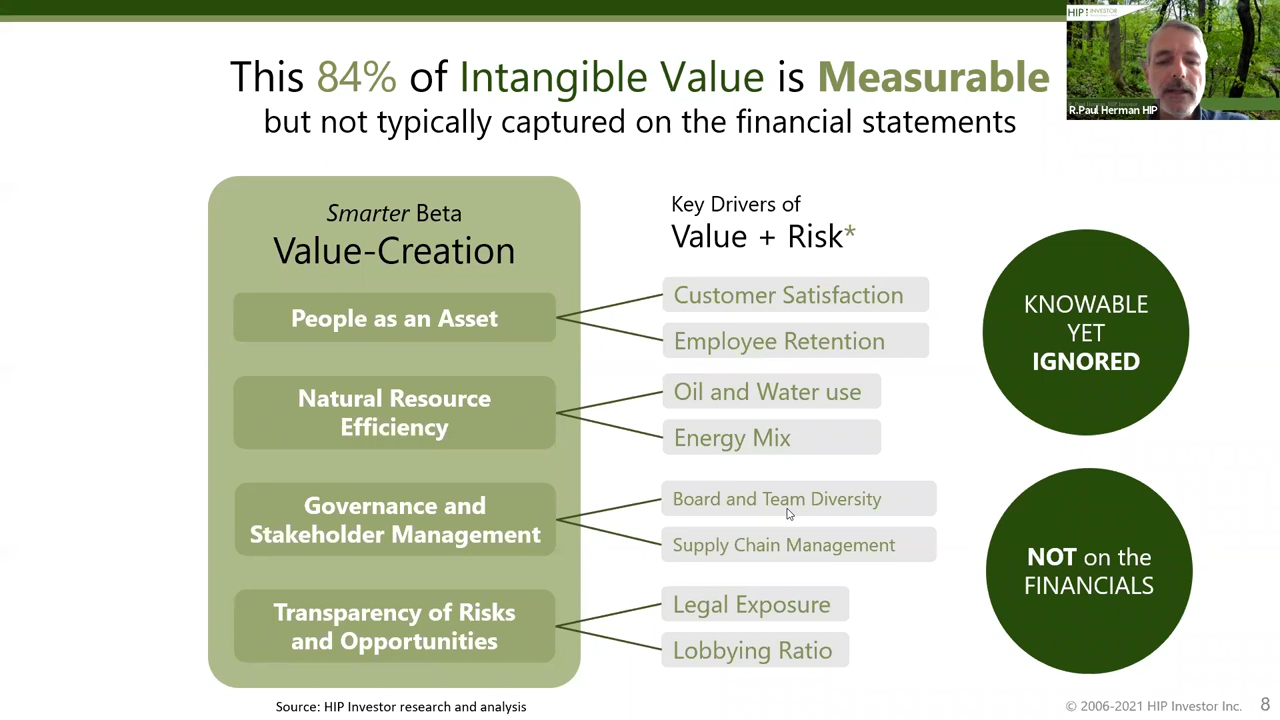 This 84% of Intangible Value is Measurable
but not typically captured on the financial statements
HIP INVESTOR
R.Paul Herman HIP
Smarter Beta
Value-Creation
People as an Asset
Natural Resource
Efficiency
Governance and
Stakeholder Management
Transparency of Risks
and Opportunities
Key Drivers of
Value + Risk*
Customer Satisfaction
Employee Retention
Oil and Water use
Energy Mix
Board and Team Diversity
Supply Chain Management
Legal Exposure
Lobbying Ratio
KNOWABLE
YET
IGNORED
NOT on the
FINANCIALS
Source: HIP Investor research and analysis
© 2006-2021 HIP Investor Inc.
8